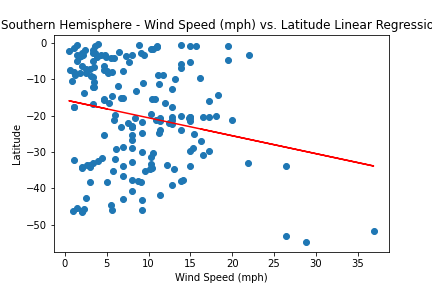 Southern Hemisphere - Wind Speed (mph) vs. Latitude Linear Regressio
0
−10
−20
−30
−40
−50
Latitude
0 5 10 15 20 25 30 35
Wind Speed (mph)